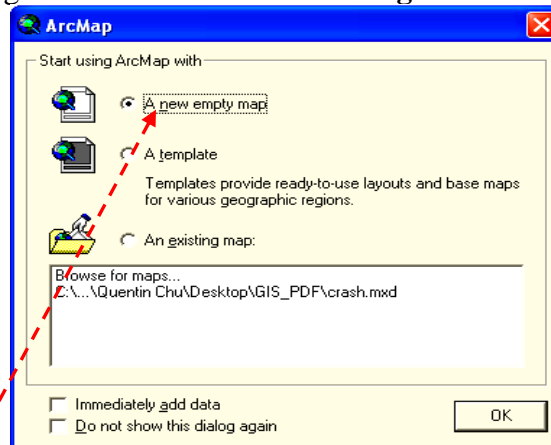 ArcMap
Start using ArcMap with
A new empty map
A template
Templates provide ready-to-use layouts and base maps
for various geographic regions.
An existing map:
Browse for maps...
C:\...\Quentin Chu\Desktop\GIS_PDF\crash.mxd
Immediately add data
Do not show this dialog again
OK